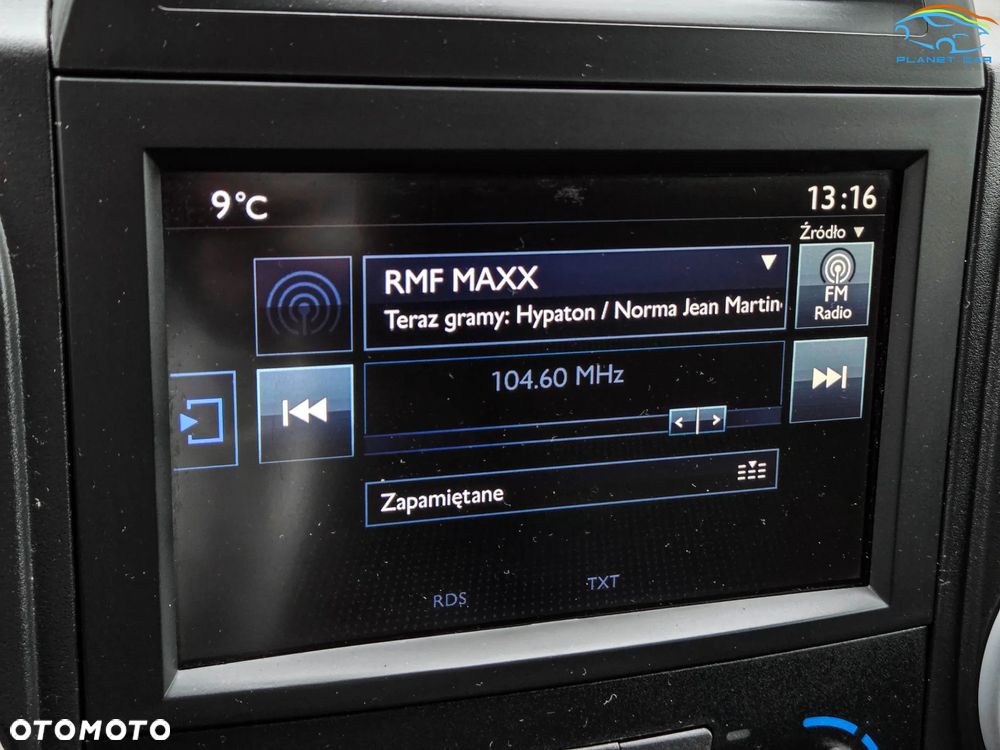 PLANET CAR
9°C
13:16
Źródło
RMF MAXX
Teraz gramy: Hypaton / Norma Jean Martin
FM
Radio
104.60 MHz
Zapamiętane
RDS
TXT
OTOMOTO